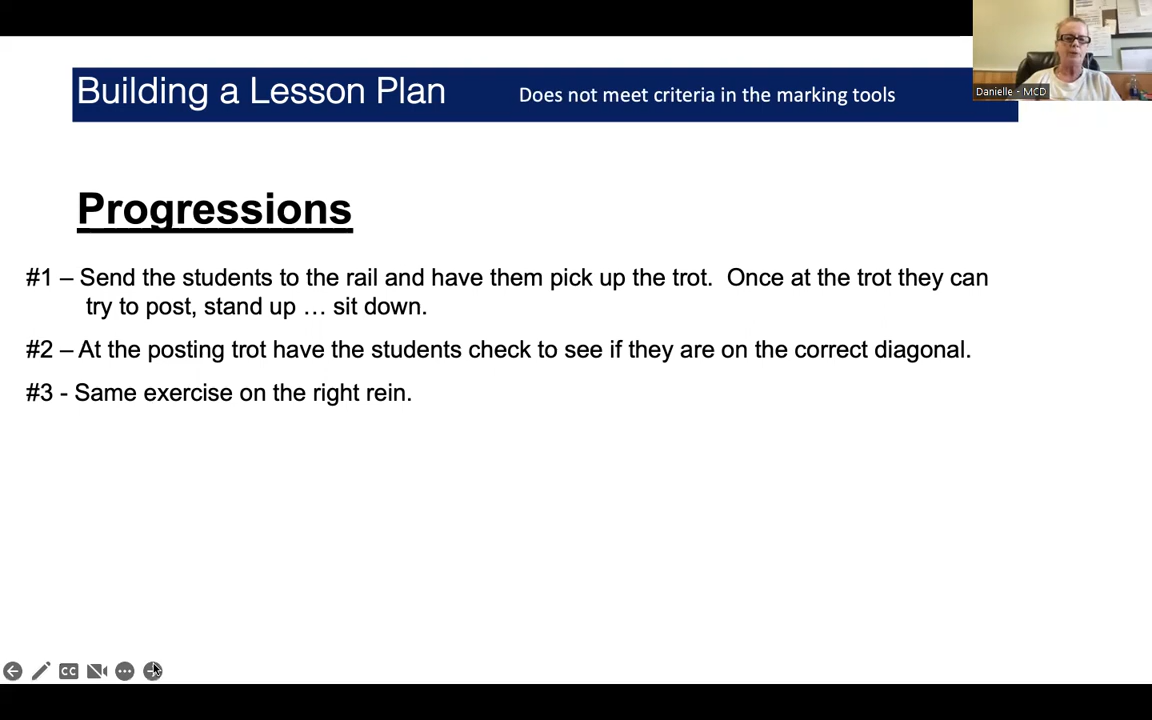 Building a Lesson Plan
Does not meet criteria in the marking tools
Danielle - MCD
Progressions
#1 – Send the students to the rail and have them pick up the trot.  Once at the trot they can
try to post, stand up … sit down.
#2 – At the posting trot have the students check to see if they are on the correct diagonal.
#3 - Same exercise on the right rein.
CC